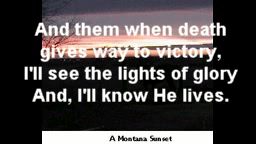 And them when death
gives way to victory,
I'll see the lights of glory
And, I'll know He lives.
A Montana Sunset